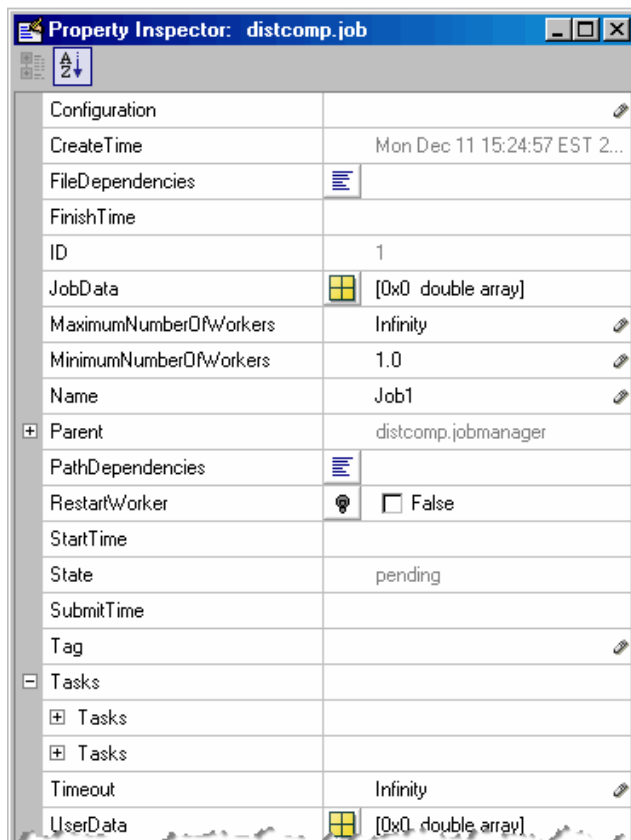 Property Inspector: distcomp.job
A Z
Configuration
CreateTime Mon Dec 11 15:24:57 EST 2...
FileDependencies
FinishTime
ID 1
JobData [0x0 double array]
MaximumNumberOfWorkers Infinity
MinimumNumberOfWorkers 1.0
Name Job1
Parent distcomp.jobmanager
PathDependencies
RestartWorker False
StartTime
State pending
SubmitTime
Tag
Tasks
Tasks
Tasks
Timeout Infinity
UserData [0x0 double array]